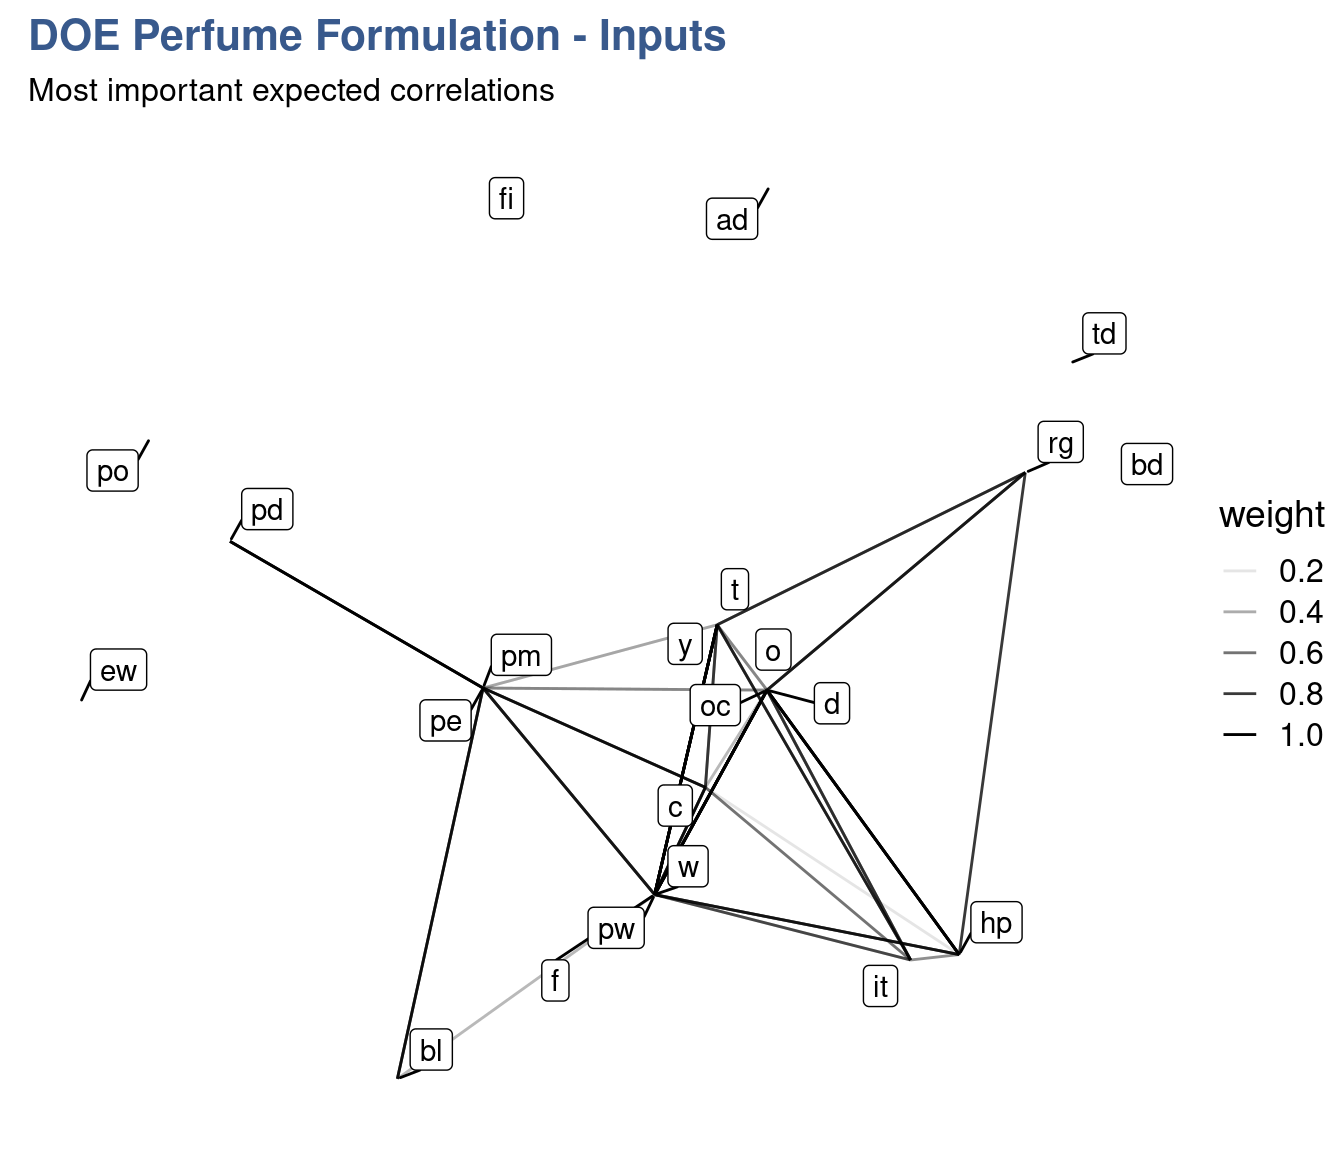 DOE Perfume Formulation - Inputs
Most important expected correlations
fi
ad
td
rg
bd
po
pd
weight
0.2
0.4
0.6
0.8
1.0
t
y
o
pm
ew
oc
d
pe
c
w
pw
hp
f
it
bl